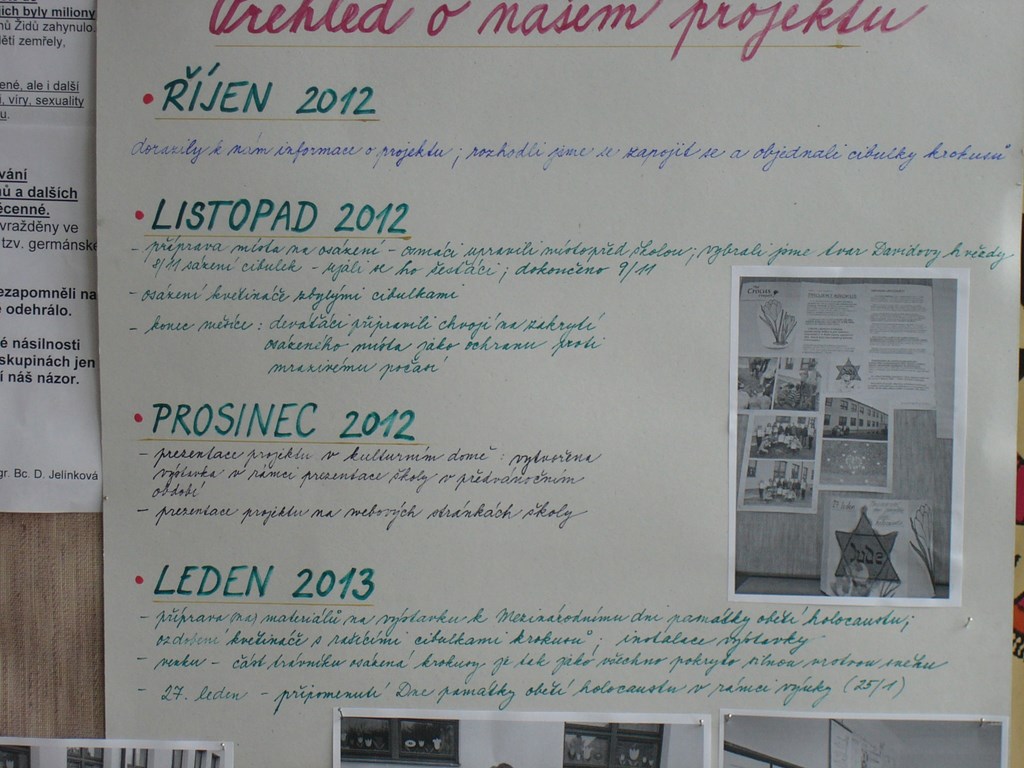 ich byly miliony
nů Židů zahynulo.
děti zemřely,
ené, ale i další
i, víry, sexuality
u.
vání
nů a dalších
ěcenné.
vražděny ve
tzv. germánské
ezapomněli na
odehrálo.
é násilnosti
skupinách jen
í náš názor.
gr. Bc. D. Jelínková
Přehled o našem projektu
• ŘÍJEN 2012
dorazily k nám informace o projektu; rozhodli jsme se zapojit se a objednali cibulky krokusů
• LISTOPAD 2012
- příprava místa na osázení - osmáci upravili místo před školou; vybrali jsme tvar Davidovy hvězdy
8/11 sázení cibulek - ujali se ho šesťáci; dokončeno 9/11
- osázení květináče zbylými cibulkami
- konec měsíce: deváťáci připravili chvojí na zakrytí
osázeného místa jako ochranu proti
mrazivému počasí
• PROSINEC 2012
- prezentace projektu v kulturním domě: vytvořena
výstavka v rámci prezentace školy v předvánočním
období
- prezentace projektu na webových stránkách školy
Jude
• LEDEN 2013
- příprava materiálů na výstavku k Mezinárodnímu dni památky obětí holocaustu;
ozdobení květináče s rašícími cibulkami krokusů; instalace výstavky
- venku - část trávníku osázená krokusy je tak jako všechno pokryto silnou vrstvou sněhu
- 27. leden - připomenutí Dne památky obětí holocaustu v rámci výuky (25/1)